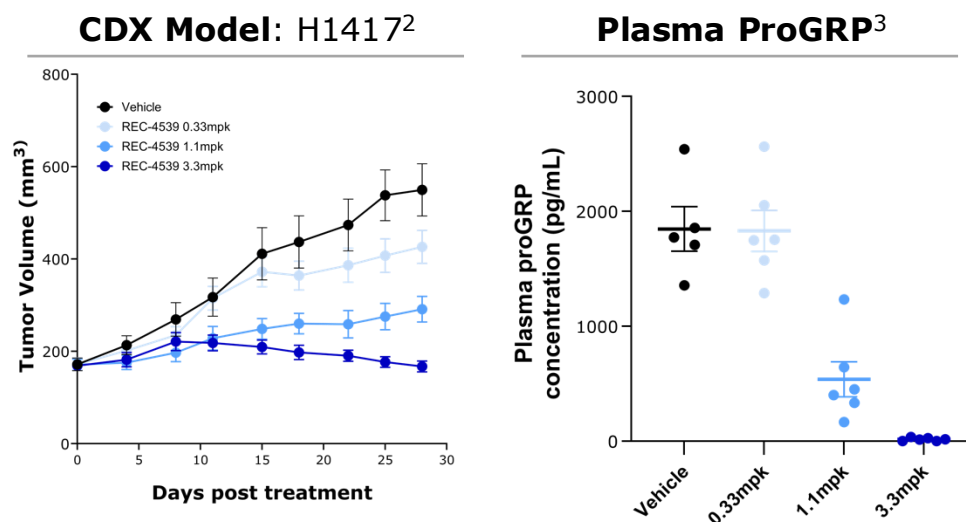 CDX Model: H1417²
Tumor Volume (mm³)
800
600
400
200
0
Vehicle
REC-4539 0.33mpk
REC-4539 1.1mpk
REC-4539 3.3mpk
0 5 10 15 20 25 30
Days post treatment
Plasma ProGRP³
Plasma proGRP
concentration (pg/mL)
3000
2000
1000
0
Vehicle
0.33mpk
1.1mpk
3.3mpk